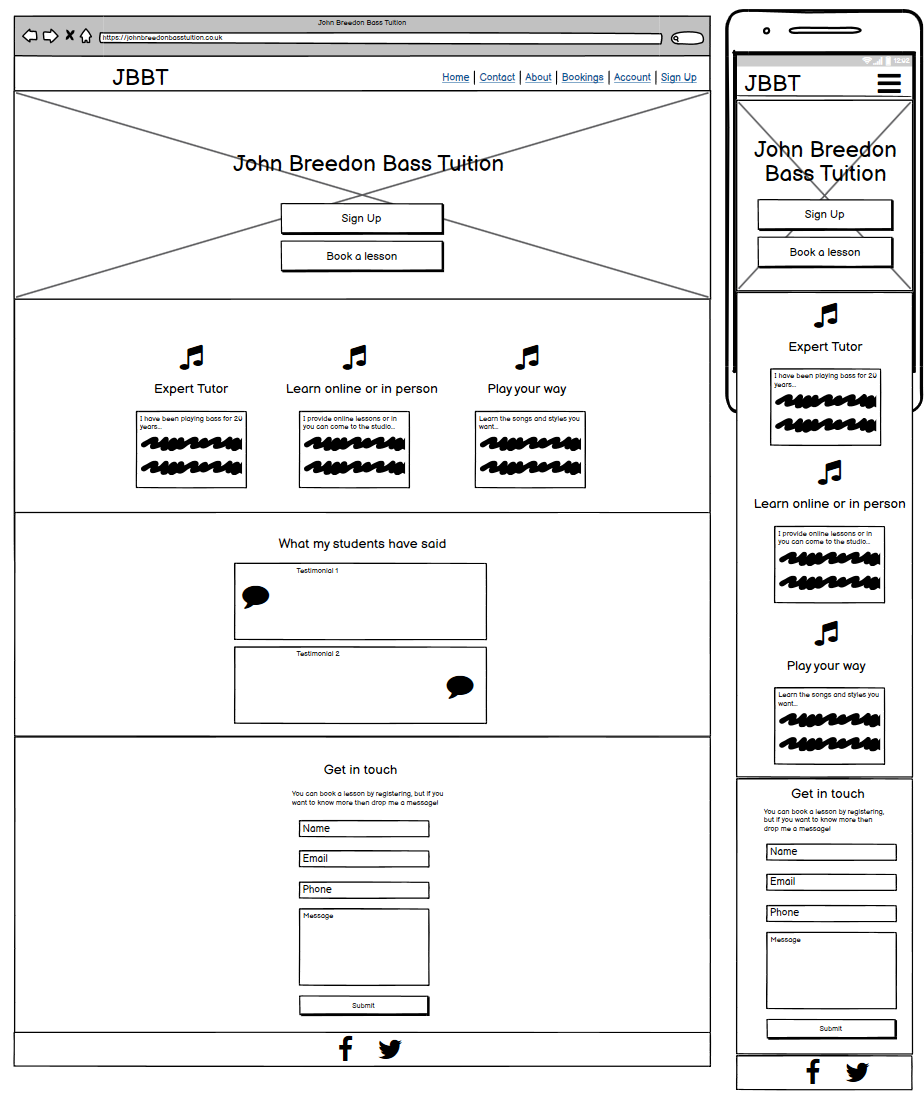 John Breedon Bass Tuition
https://johnbreedonbasstuition.co.uk
JBBT
Home | Contact | About | Bookings | Account | Sign Up
John Breedon Bass Tuition
Sign Up
Book a lesson
Expert Tutor
I have been playing bass for 20
years...
Learn online or in person
I provide online lessons or in
you can come to the studio...
Play your way
Learn the songs and styles you
want...
What my students have said
Testimonial 1
Testimonial 2
Get in touch
You can book a lesson by registering, but if you
want to know more then drop me a message!
Name
Email
Phone
Message
Submit
12:02
JBBT
John Breedon
Bass Tuition
Sign Up
Book a lesson
Expert Tutor
I have been playing bass for 20
years...
Learn online or in person
I provide online lessons or in
you can come to the studio...
Play your way
Learn the songs and styles you
want...
Get in touch
You can book a lesson by registering,
but if you want to know more then
drop me a message!
Name
Email
Phone
Message
Submit